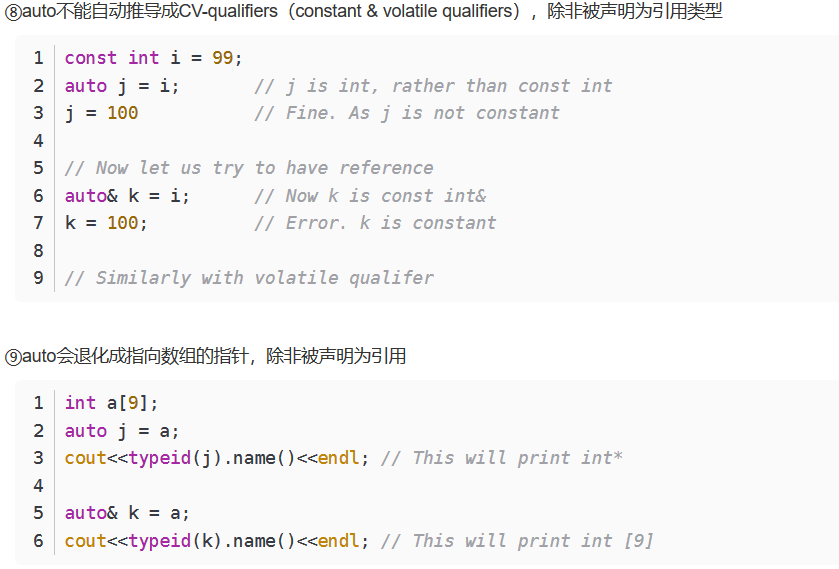 ⑧auto不能自动推导成CV-qualifiers（constant & volatile qualifiers），除非被声明为引用类型
1 const int i = 99;
2 auto j = i;       // j is int, rather than const int
3 j = 100           // Fine. As j is not constant
4
5 // Now let us try to have reference
6 auto& k = i;      // Now k is const int&
7 k = 100;          // Error. k is constant
8
9 // Similarly with volatile qualifer
⑨auto会退化成指向数组的指针，除非被声明为引用
1 int a[9];
2 auto j = a;
3 cout<<typeid(j).name()<<endl; // This will print int*
4
5 auto& k = a;
6 cout<<typeid(k).name()<<endl; // This will print int [9]